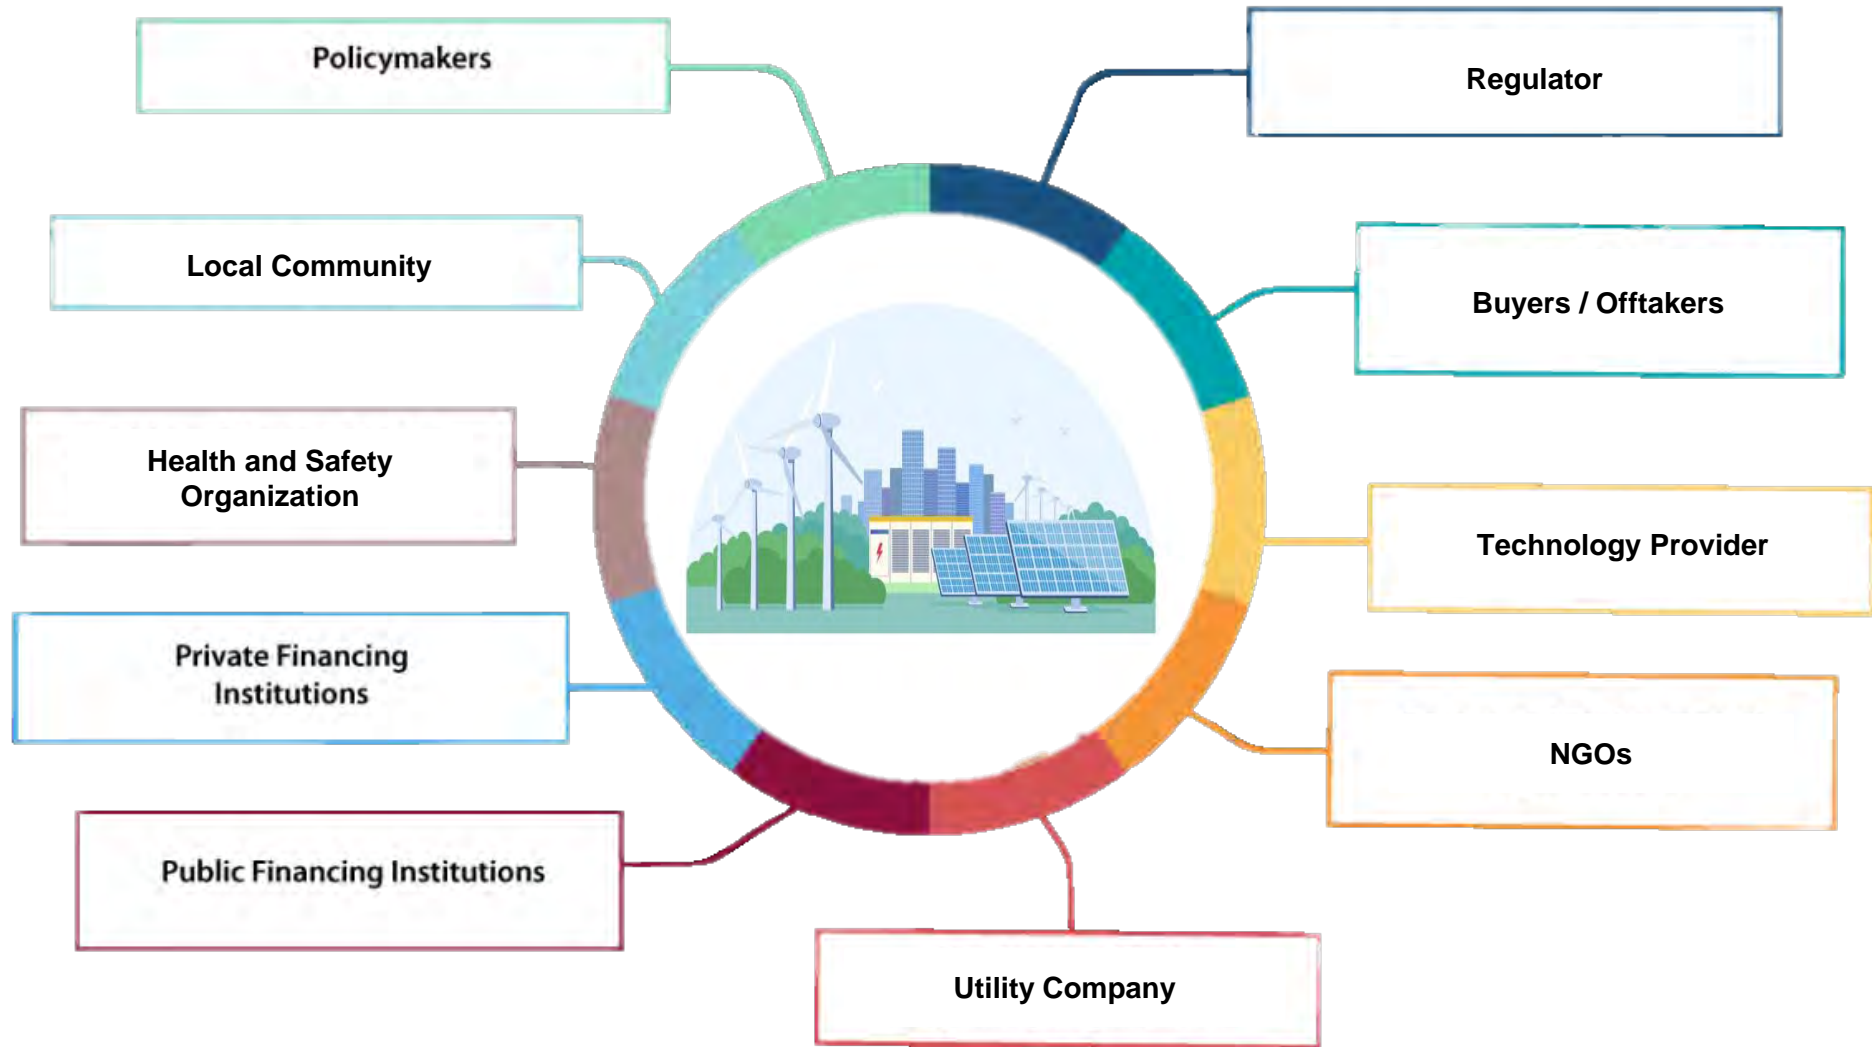 Policymakers
Regulator
Local Community
Buyers / Offtakers
Health and Safety
Organization
Technology Provider
Private Financing
Institutions
NGOs
Public Financing Institutions
Utility Company